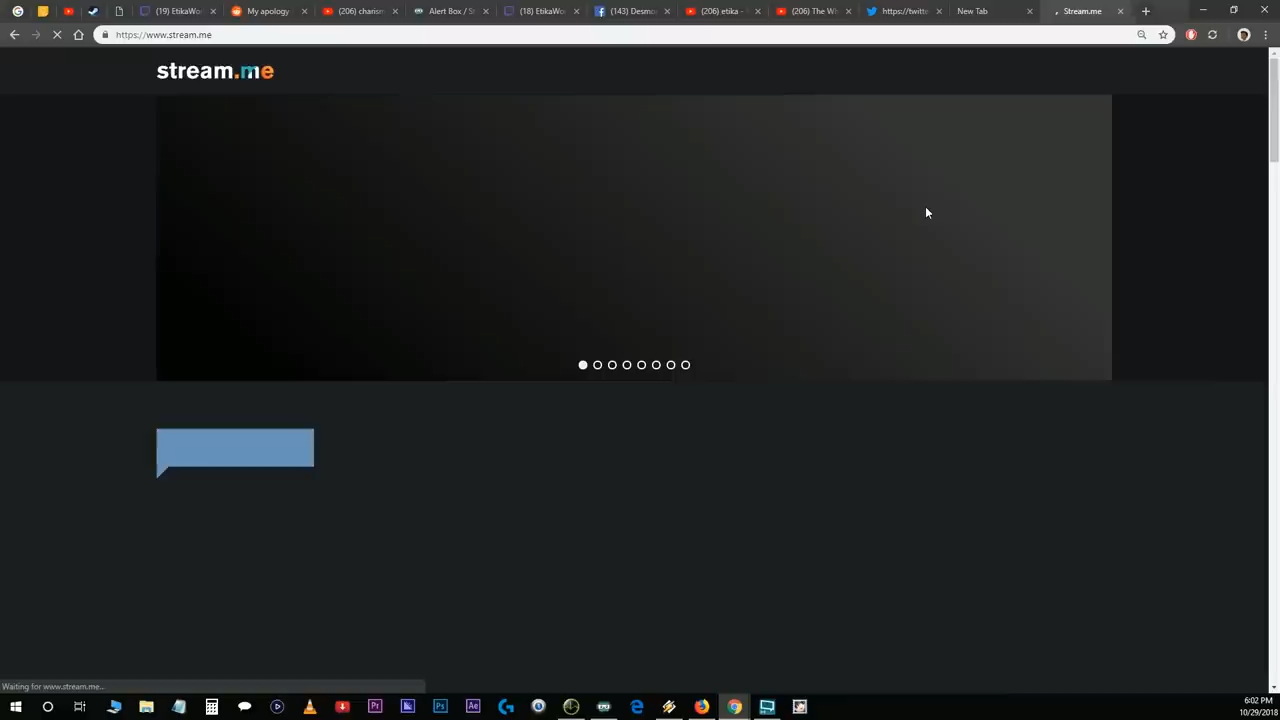 (19) EtikaWo
My apology
(206) charism
Alert Box / St
(18) EtikaWo
(143) Desmo
(206) etika -
(206) The Wh
https://twitte
New Tab
Stream.me
https://www.stream.me
stream.me
Waiting for www.stream.me...
6:02 PM
10/29/2018